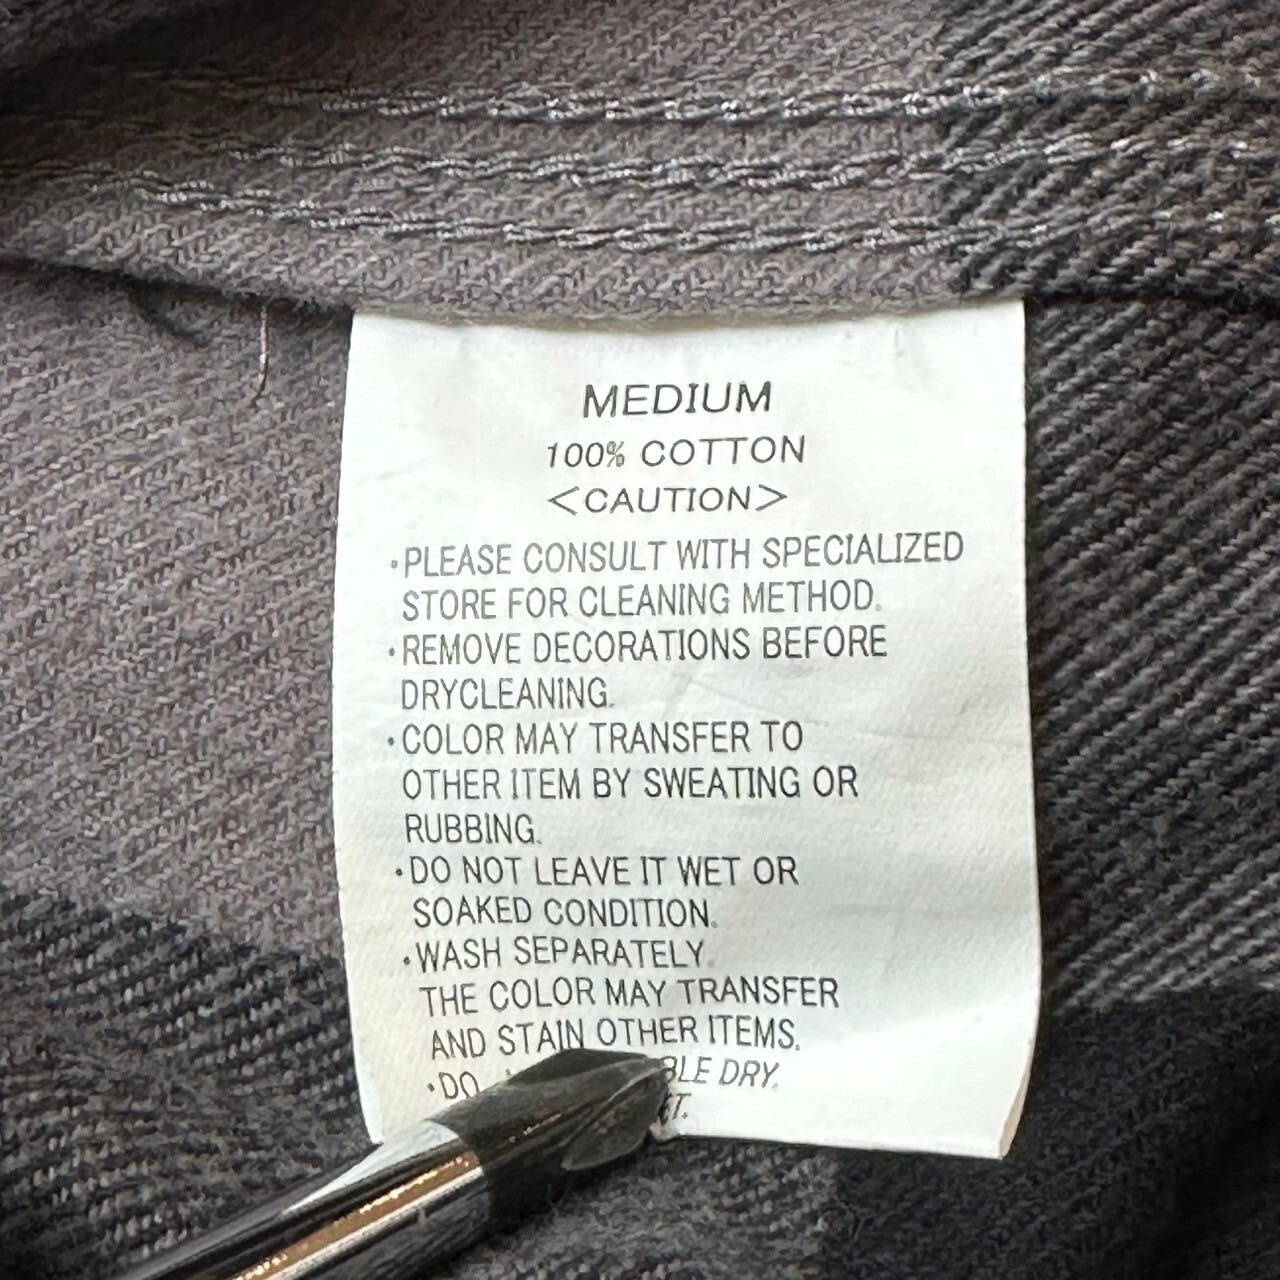 MEDIUM
100% COTTON
<CAUTION>
・PLEASE CONSULT WITH SPECIALIZED
STORE FOR CLEANING METHOD.
・REMOVE DECORATIONS BEFORE
DRYCLEANING.
・COLOR MAY TRANSFER TO
OTHER ITEM BY SWEATING OR
RUBBING.
・DO NOT LEAVE IT WET OR
SOAKED CONDITION.
・WASH SEPARATELY.
THE COLOR MAY TRANSFER
AND STAIN OTHER ITEMS.
・DO DRY.